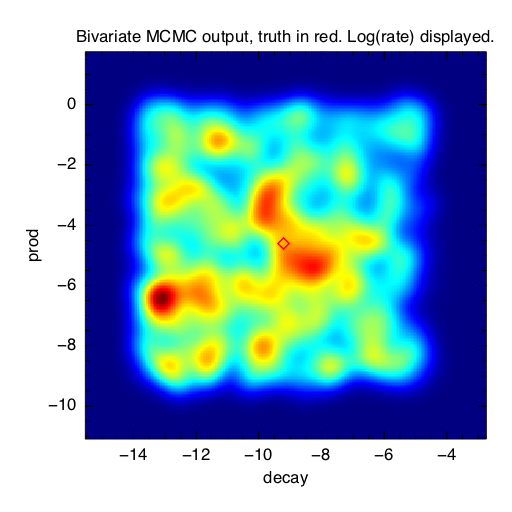 Bivariate MCMC output, truth in red. Log(rate) displayed.
0
−2
−4
−6
−8
−10
prod
−14 −12 −10 −8 −6 −4
decay